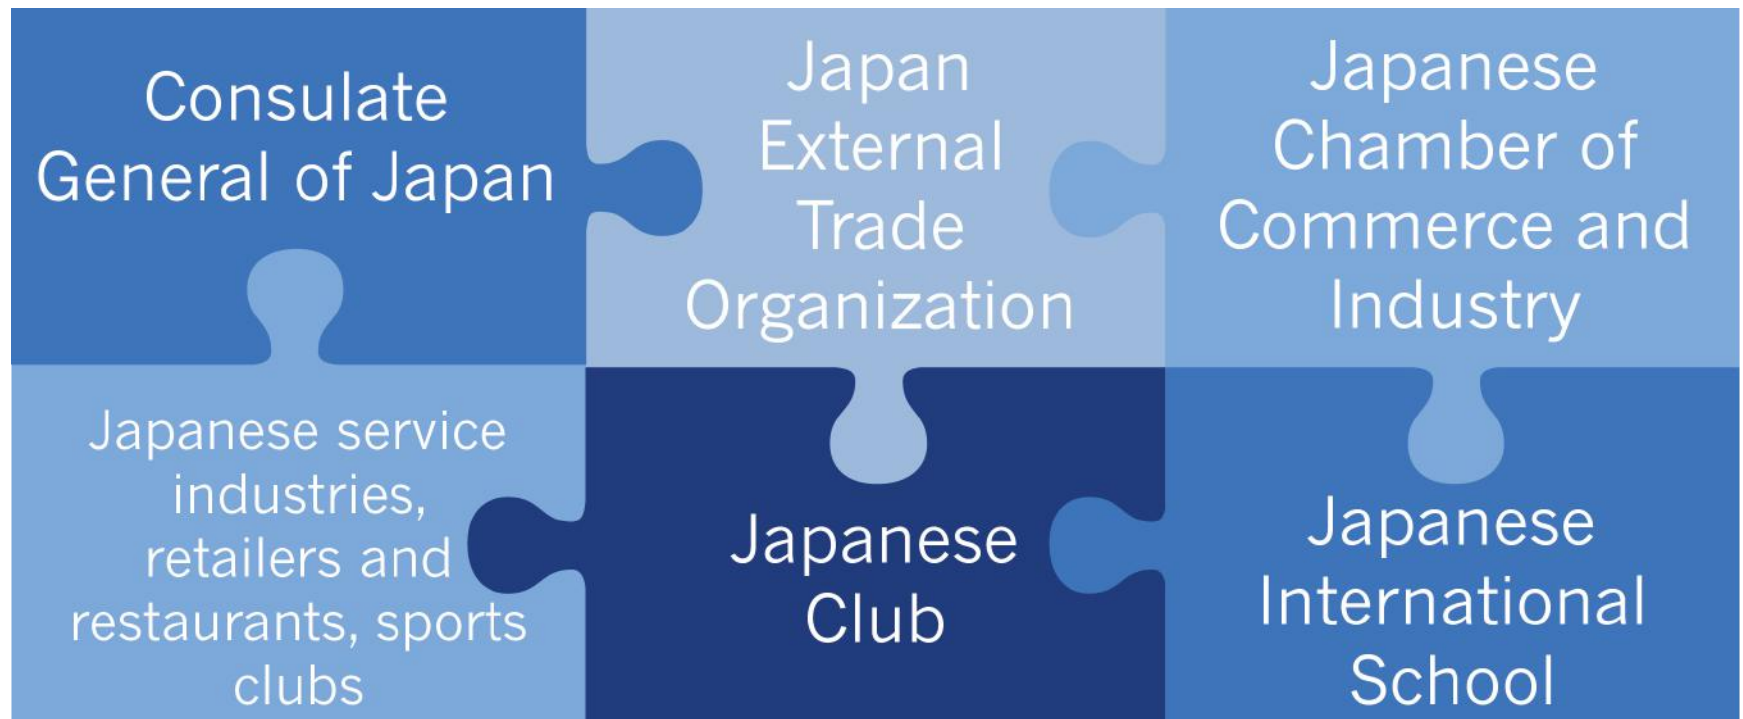 Consulate
General of Japan
Japan
External
Trade
Organization
Japanese
Chamber of
Commerce and
Industry
Japanese service
industries,
retailers and
restaurants, sports
clubs
Japanese
Club
Japanese
International
School